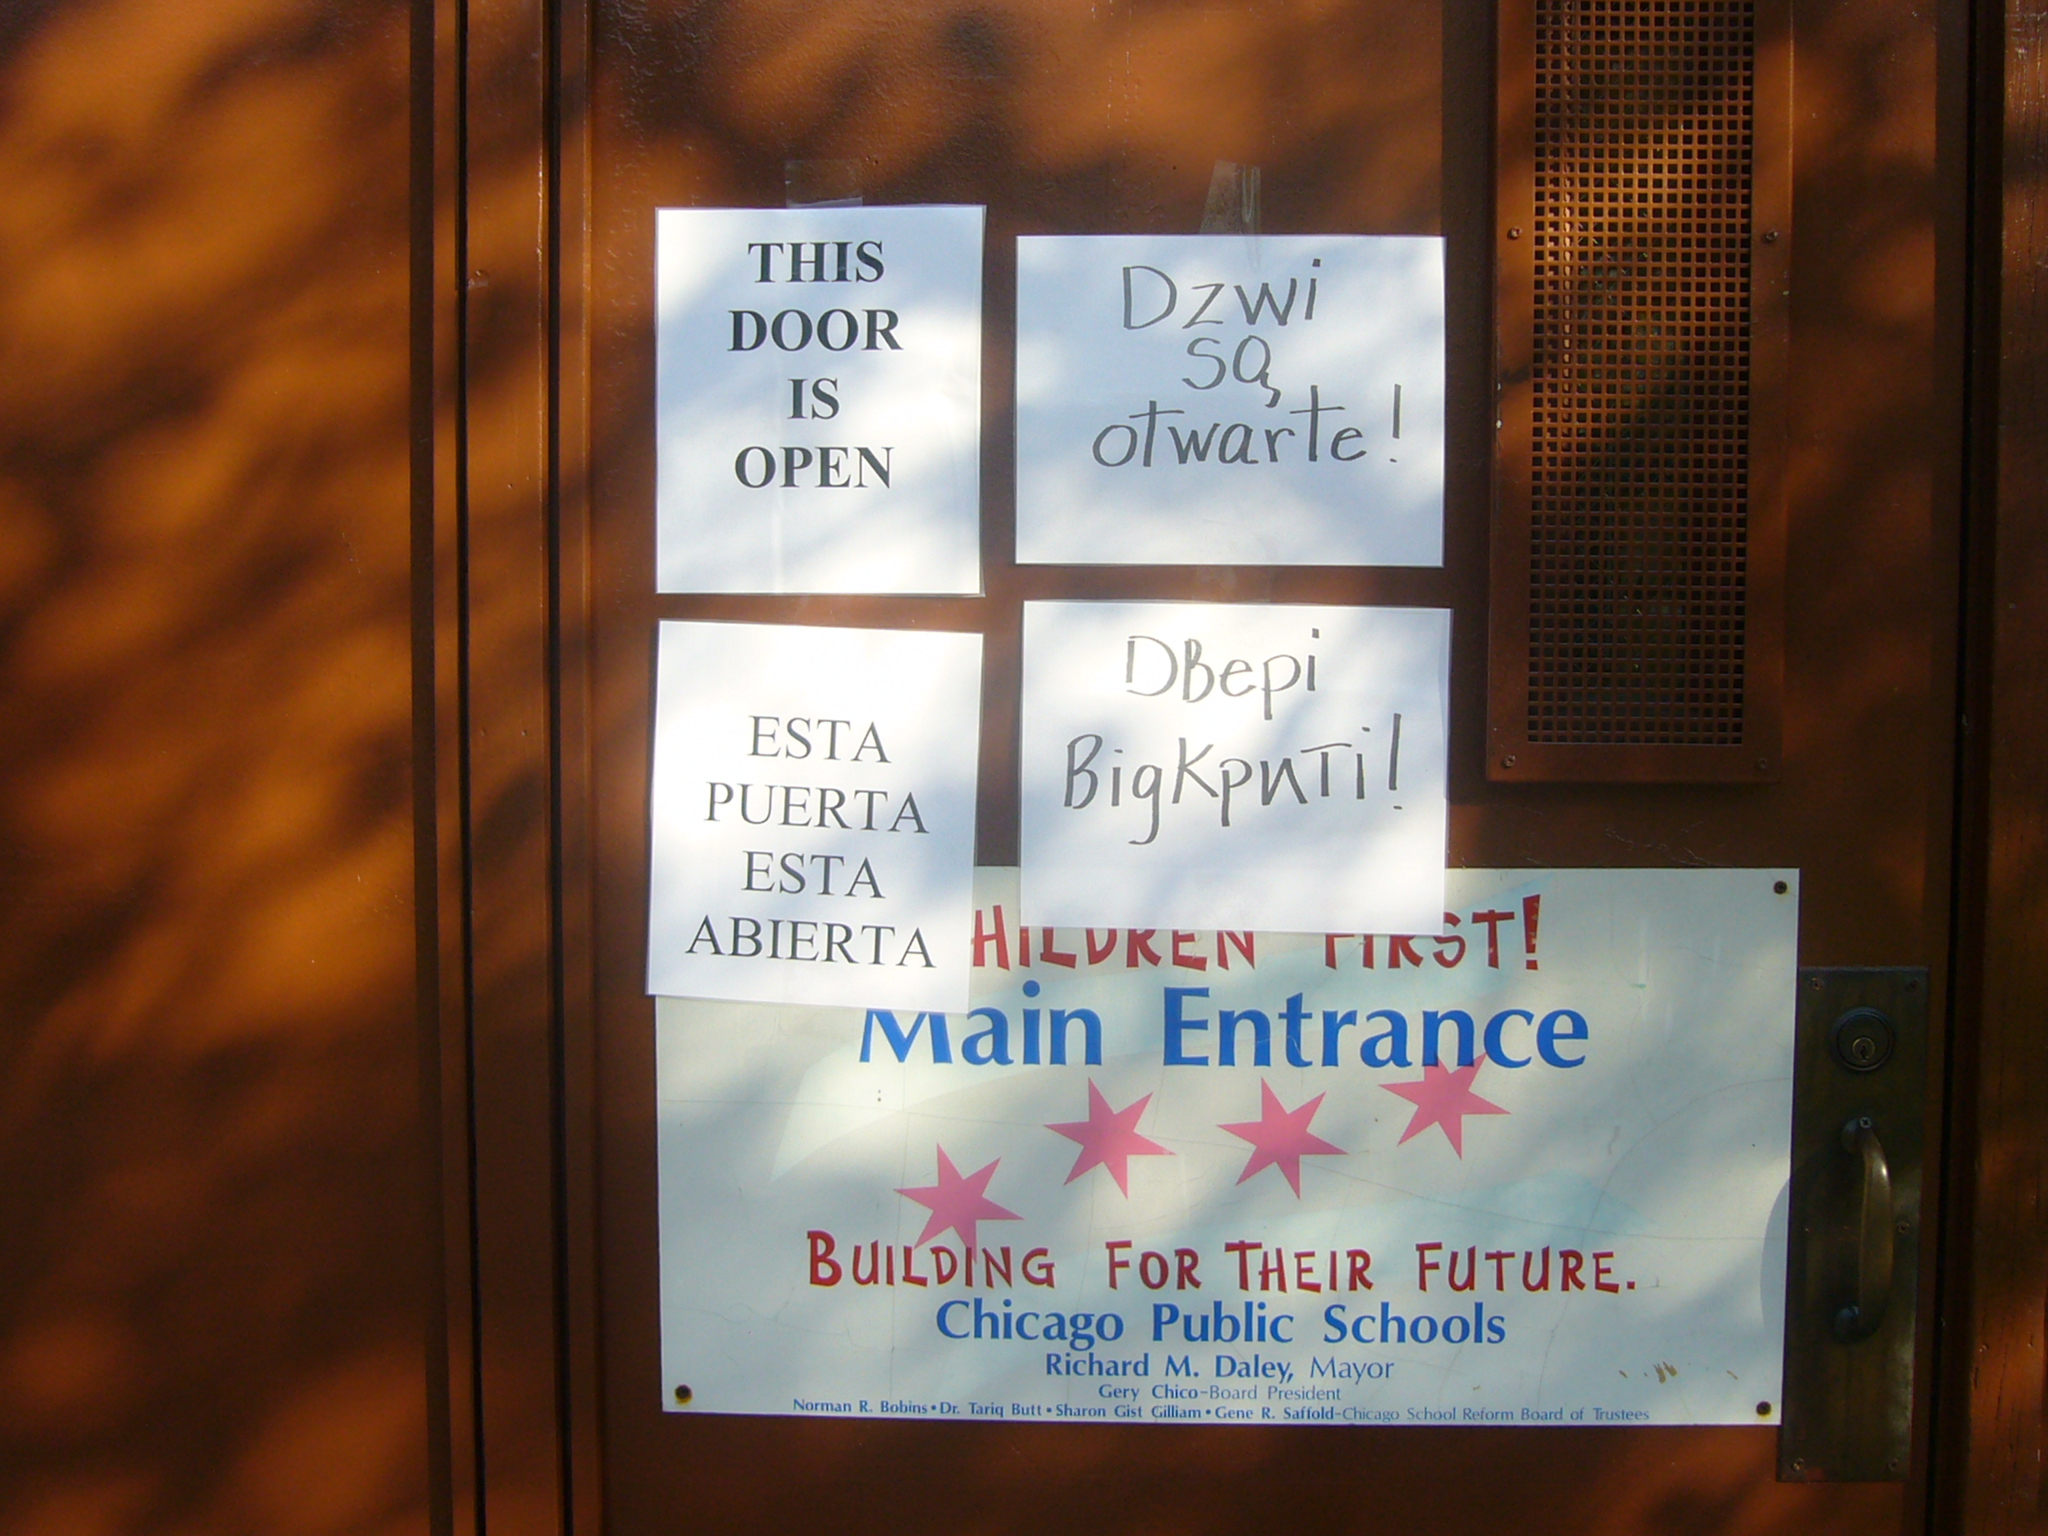 THIS
DOOR
IS
OPEN
Dzwi
są
otwarte!
ESTA
PUERTA
ESTA
ABIERTA
Двері
Відкриті!
HILDREN FIRST!
Main Entrance
BUILDING FOR THEIR FUTURE.
Chicago Public Schools
Richard M. Daley, Mayor
Gery Chico-Board President
Norman R. Bobins • Dr. Tariq Butt • Sharon Gist Gilliam • Gene R. Saffold-Chicago School Reform Board of Trustees